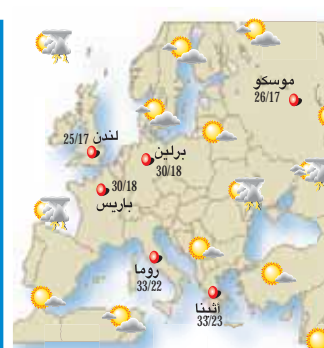 موسكو
26/17
لندن
25/17
برلين
30/18
30/18
باريس
روما
33/22
أثينا
33/23